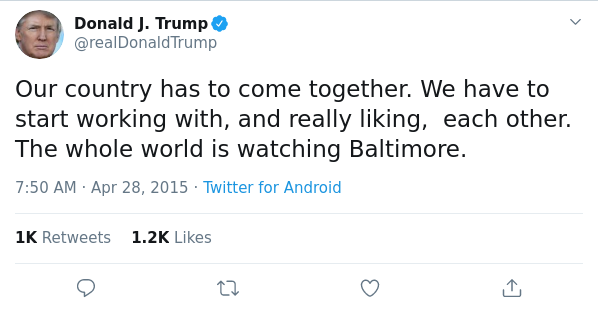 Donald J. Trump
@realDonaldTrump
Our country has to come together. We have to
start working with, and really liking,  each other.
The whole world is watching Baltimore.
7:50 AM · Apr 28, 2015 · Twitter for Android
1K Retweets 1.2K Likes